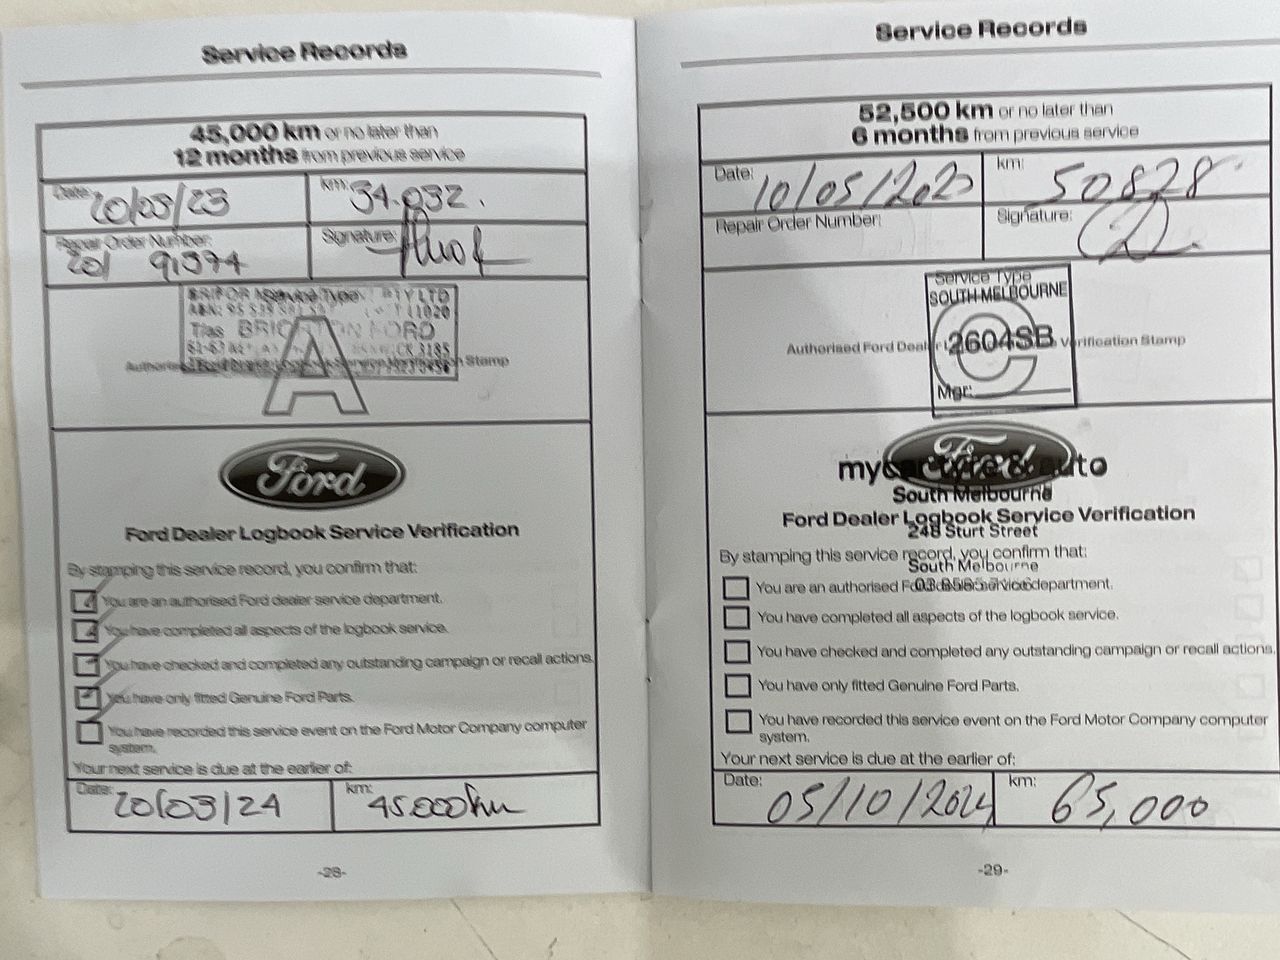 Service Records
45,000 km or no later than
12 months from previous service
Date: 20/03/23
km: 34.032.
Repair Order Number: 201 91394
Signature:
Service Type
A
PTY LTD
T/as BRIGHTON FORD
3185
Authorised Ford Stamp
Ford
Ford Dealer Logbook Service Verification
By stamping this service record, you confirm that:
You are an authorised Ford dealer service department.
You have completed all aspects of the logbook service.
You have checked and completed any outstanding campaign or recall actions.
You have only fitted Genuine Ford Parts.
You have recorded this service event on the Ford Motor Company computer
system.
Your next service is due at the earlier of:
Date: 20/03/24
km: 45.000km
-28-
Service Records
52,500 km or no later than
6 months from previous service
Date: 10/05/202
km: 50828
Repair Order Number:
Signature:
Service Type
SOUTH MELBOURNE
C
2604SB
Authorised Ford Dealer Verification Stamp
Mgr:
Ford
mycar tyre & auto
South Melbourne
Ford Dealer Logbook Service Verification
248 Sturt Street
By stamping this service record, you confirm that:
South Melbourne
You are an authorised Ford dealer service department.
You have completed all aspects of the logbook service.
You have checked and completed any outstanding campaign or recall actions.
You have only fitted Genuine Ford Parts.
You have recorded this service event on the Ford Motor Company computer
system.
Your next service is due at the earlier of:
Date: 05/10/2024
km: 65,000
-29-